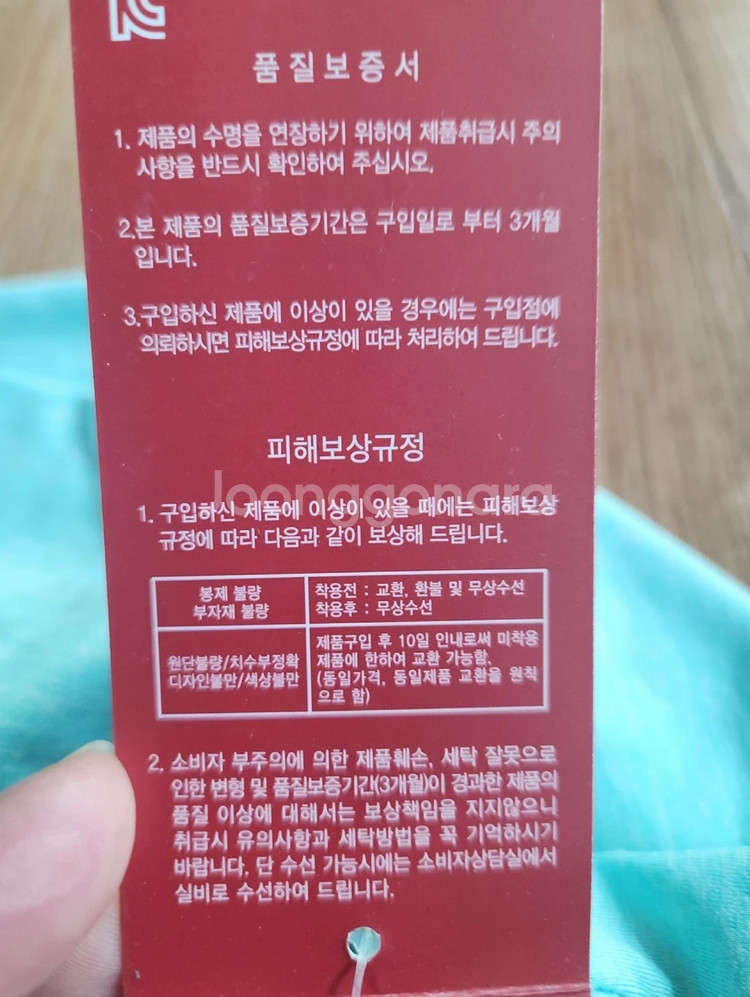 품질보증서
1. 제품의 수명을 연장하기 위하여 제품취급시 주의
사항을 반드시 확인하여 주십시오.
2.본 제품의 품질보증기간은 구입일로 부터 3개월
입니다.
3.구입하신 제품에 이상이 있을 경우에는 구입점에
의뢰하시면 피해보상규정에 따라 처리하여 드립니다.
피해보상규정
joonggonara
1. 구입하신 제품에 이상이 있을 때에는 피해보상
규정에 따라 다음과 같이 보상해 드립니다.
봉제 불량
부자재 불량
착용전 : 교환, 환불 및 무상수선
착용후 : 무상수선
원단불량/치수부정확
디자인불만/색상불만
제품구입 후 10일 인내로써 미착용
제품에 한하여 교환 가능함.
(동일가격, 동일제품 교환을 원칙
으로 함)
2. 소비자 부주의에 의한 제품훼손, 세탁 잘못으로
인한 변형 및 품질보증기간(3개월)이 경과한 제품의
품질 이상에 대해서는 보상책임을 지지않으니
취급시 유의사항과 세탁방법을 꼭 기억하시기
바랍니다. 단 수선 가능시에는 소비자상담실에서
실비로 수선하여 드립니다.